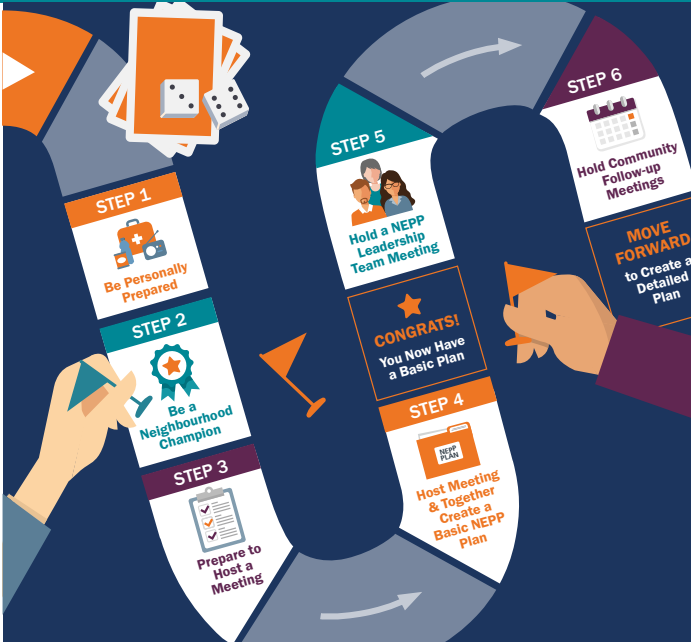 STEP 1
Be Personally
Prepared
STEP 2
Be a
Neighbourhood
Champion
STEP 3
Prepare to
Host a
Meeting
STEP 4
NEPP
PLAN
Host Meeting
& Together
Create a
Basic NEPP
Plan
CONGRATS!
You Now Have
a Basic Plan
STEP 5
Hold a NEPP
Leadership
Team Meeting
STEP 6
Hold Community
Follow-up
Meetings
MOVE
FORWARD
to Create a
Detailed
Plan